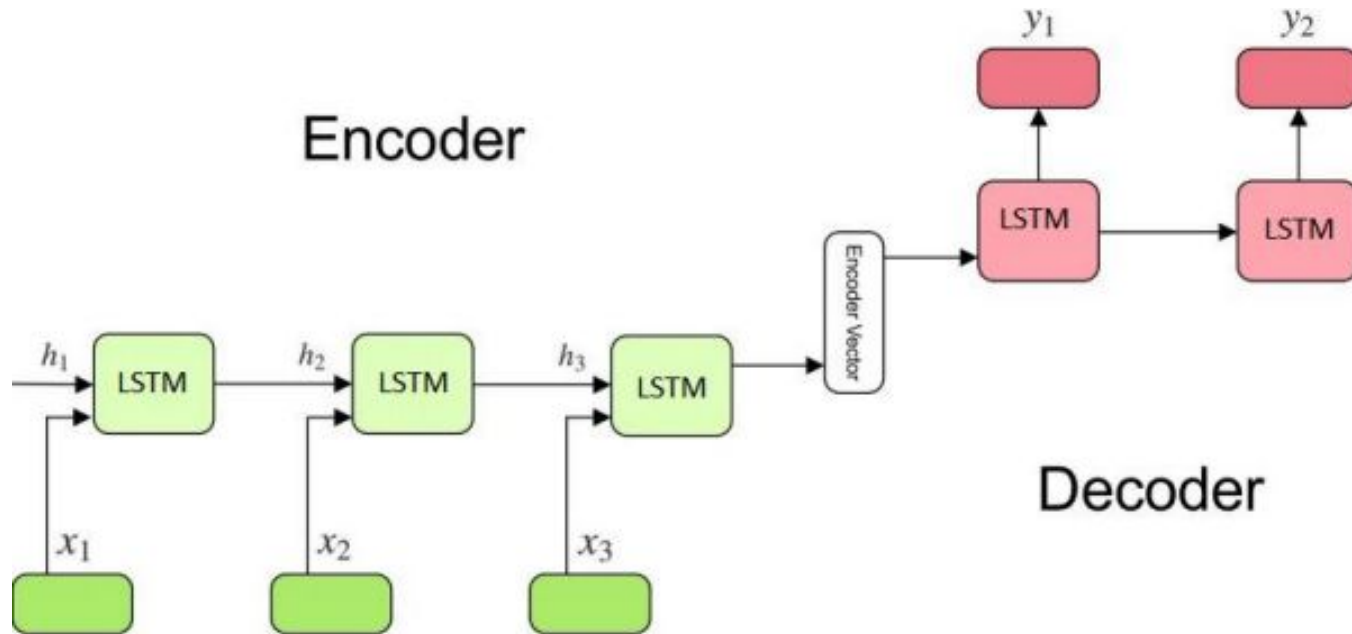 y₁
y₂
Encoder
LSTM
LSTM
Encoder Vector
h₁
LSTM
h₂
LSTM
h₃
LSTM
Decoder
x₁
x₂
x₃